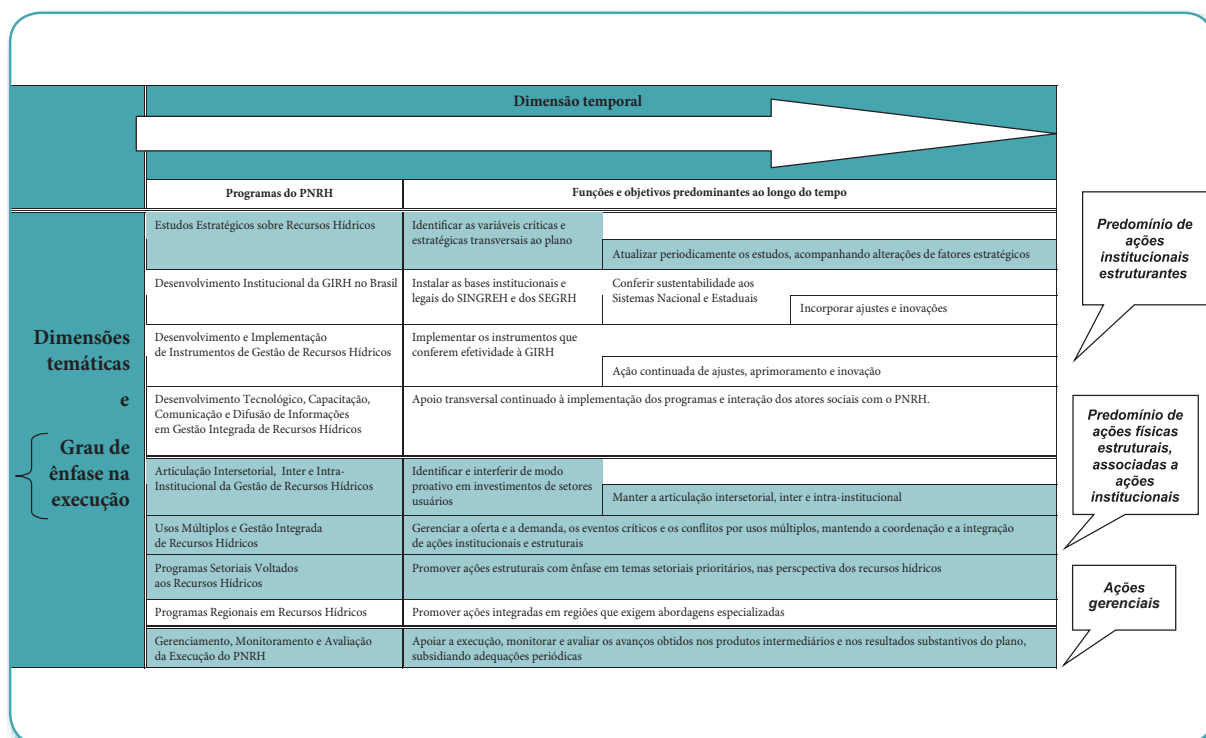 Dimensão temporal
Programas do PNRH
Funções e objetivos predominantes ao longo do tempo
Dimensões
temáticas
e
Grau de
ênfase na
execução
Estudos Estratégicos sobre Recursos Hídricos
Identificar as variáveis críticas e
estratégicas transversais ao plano
Atualizar periodicamente os estudos, acompanhando alterações de fatores estratégicos
Desenvolvimento Institucional da GIRH no Brasil
Instalar as bases institucionais e
legais do SINGREH e dos SEGRH
Conferir sustentabilidade aos
Sistemas Nacional e Estaduais
Incorporar ajustes e inovações
Desenvolvimento e Implementação
de Instrumentos de Gestão de Recursos Hídricos
Implementar os instrumentos que
conferem efetividade à GIRH
Ação continuada de ajustes, aprimoramento e inovação
Desenvolvimento Tecnológico, Capacitação,
Comunicação e Difusão de Informações
em Gestão Integrada de Recursos Hídricos
Apoio transversal continuado à implementação dos programas e interação dos atores sociais com o PNRH.
Articulação Intersetorial, Inter e Intra-
Institucional da Gestão de Recursos Hídricos
Identificar e interferir de modo
proativo em investimentos de setores
usuários
Manter a articulação intersetorial, inter e intra-institucional
Usos Múltiplos e Gestão Integrada
de Recursos Hídricos
Gerenciar a oferta e a demanda, os eventos críticos e os conflitos por usos múltiplos, mantendo a coordenação e a integração
de ações institucionais e estruturais
Programas Setoriais Voltados
aos Recursos Hídricos
Promover ações estruturais com ênfase em temas setoriais prioritários, nas perscpectiva dos recursos hídricos
Programas Regionais em Recursos Hídricos
Promover ações integradas em regiões que exigem abordagens especializadas
Gerenciamento, Monitoramento e Avaliação
da Execução do PNRH
Apoiar a execução, monitorar e avaliar os avanços obtidos nos produtos intermediários e nos resultados substantivos do plano,
subsidiando adequações periódicas
Predomínio de
ações
institucionais
estruturantes
Predomínio de
ações físicas
estruturais,
associadas a
ações
institucionais
Ações
gerenciais